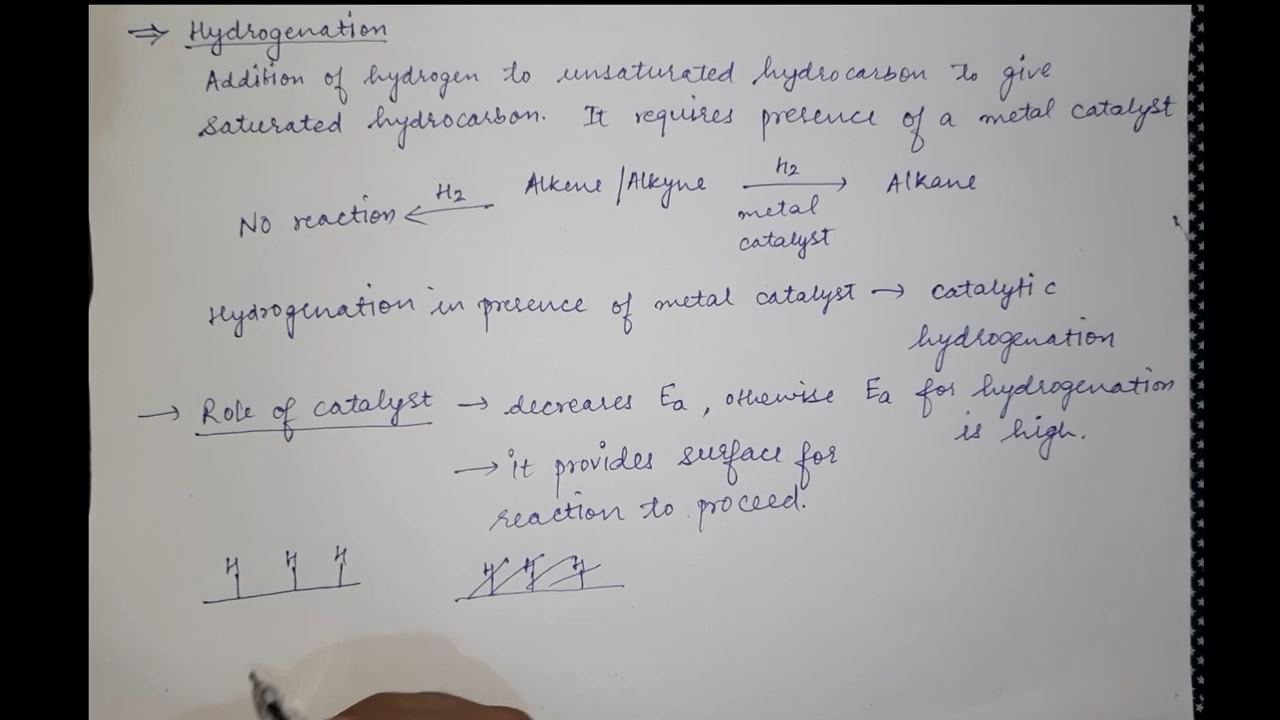 ⇒ Hydrogenation
Addition of hydrogen to unsaturated hydrocarbon to give
saturated hydrocarbon. It requires presence of a metal catalyst
No reaction ← H2 Alkene/Alkyne H2 → Alkane
metal
catalyst
Hydrogenation in presence of metal catalyst → catalytic
hydrogenation
→ Role of catalyst → decreases Ea, otherwise Ea for hydrogenation
is high.
→ it provides surface for
reaction to proceed.
H H H H H H